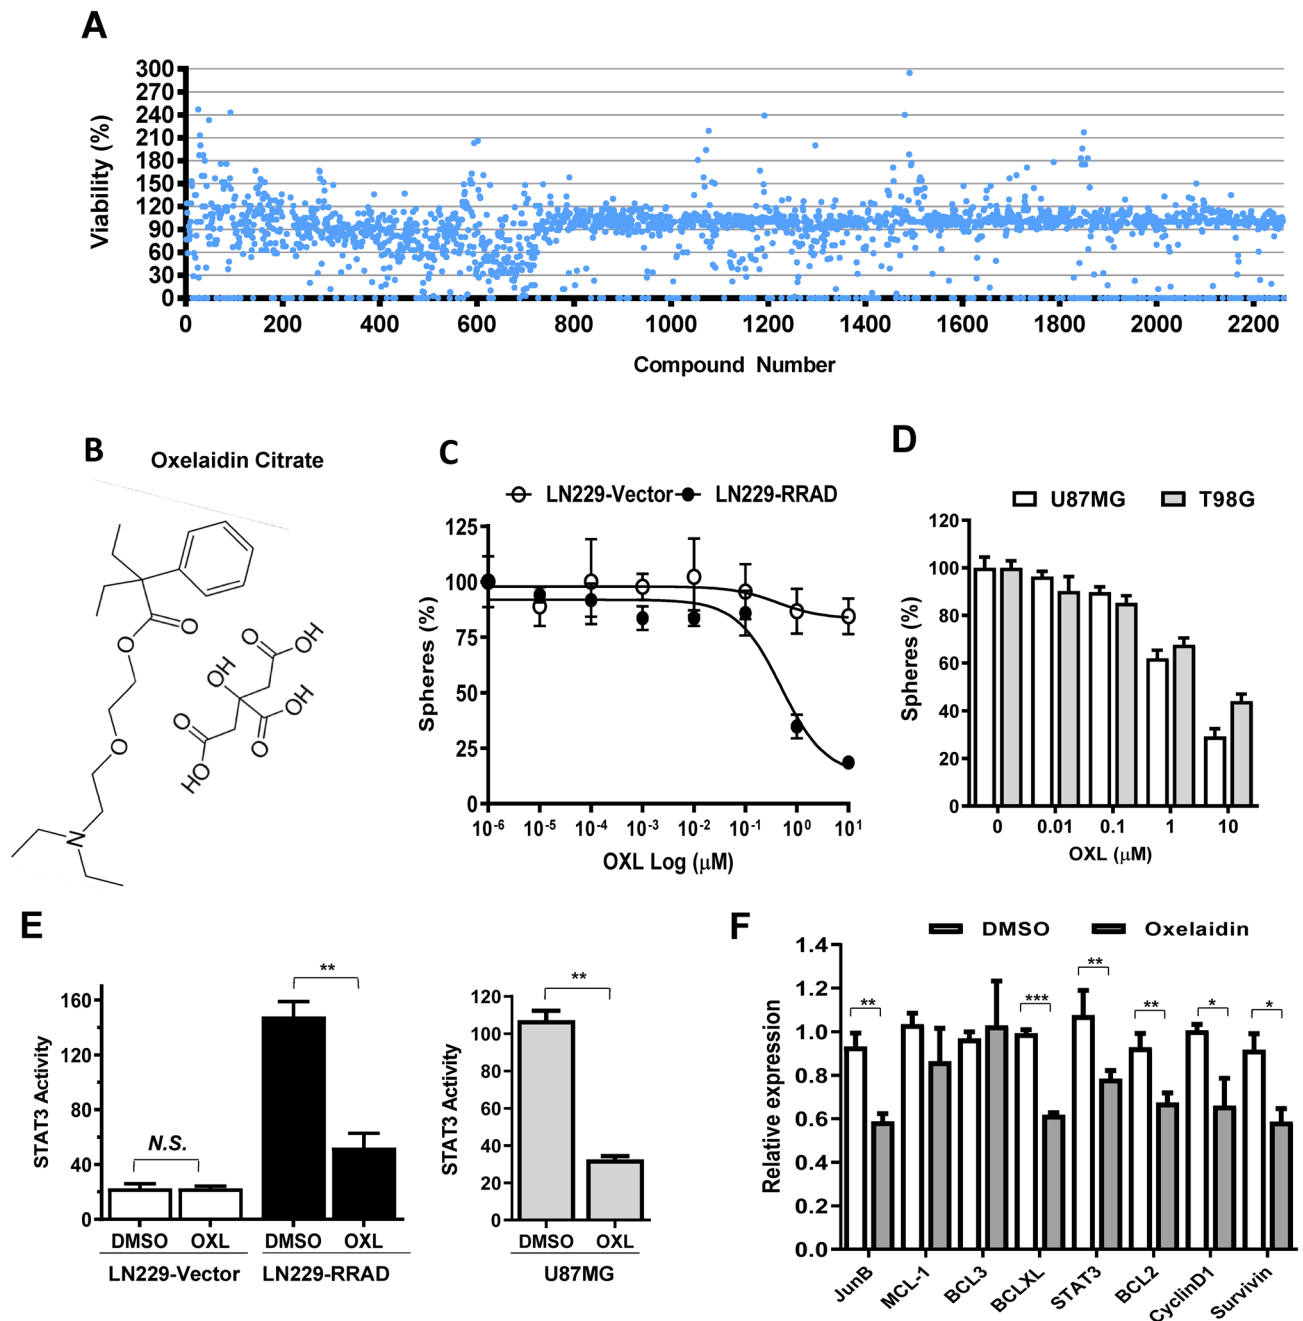 A
Viability (%)
300
270
240
210
180
150
120
90
60
30
0
0 200 400 600 800 1000 1200 1400 1600 1800 2000 2200
Compound Number
B
Oxelaidin Citrate
O
O
O
N
O
OH
OH
O
OH
O
OH
C
LN229-Vector LN229-RRAD
Spheres (%)
125
100
75
50
25
0
10-6 10-5 10-4 10-3 10-2 10-1 100 101
OXL Log (µM)
D
U87MG T98G
Spheres (%)
120
100
80
60
40
20
0
0 0.01 0.1 1 10
OXL (µM)
E
STAT3 Activity
160
120
80
40
0
N.S.
**
DMSO OXL DMSO OXL
LN229-Vector LN229-RRAD
STAT3 Activity
120
100
80
60
40
20
0
**
DMSO OXL
U87MG
F
DMSO Oxelaidin
Relative expression
1.4
1.2
1.0
0.8
0.6
0.4
0.2
0.0
** *** ** ** * *
JunB MCL-1 BCL3 BCLXL STAT3 BCL2 CyclinD1 Survivin